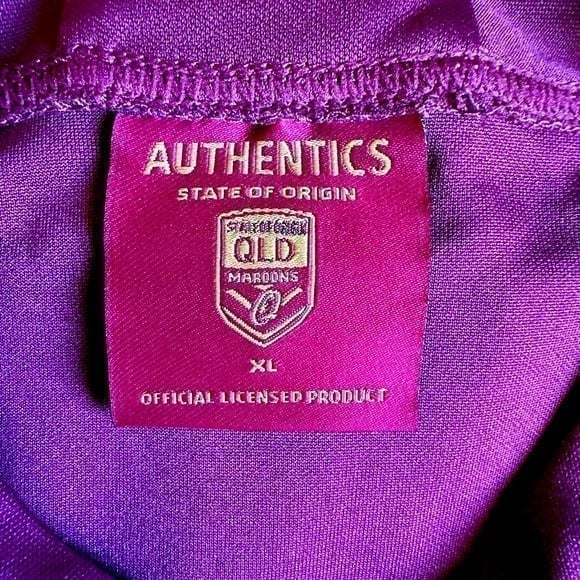 AUTHENTICS
STATE OF ORIGIN
STATE OF ORIGIN
QLD
MAROONS
Q
XL
OFFICIAL LICENSED PRODUCT